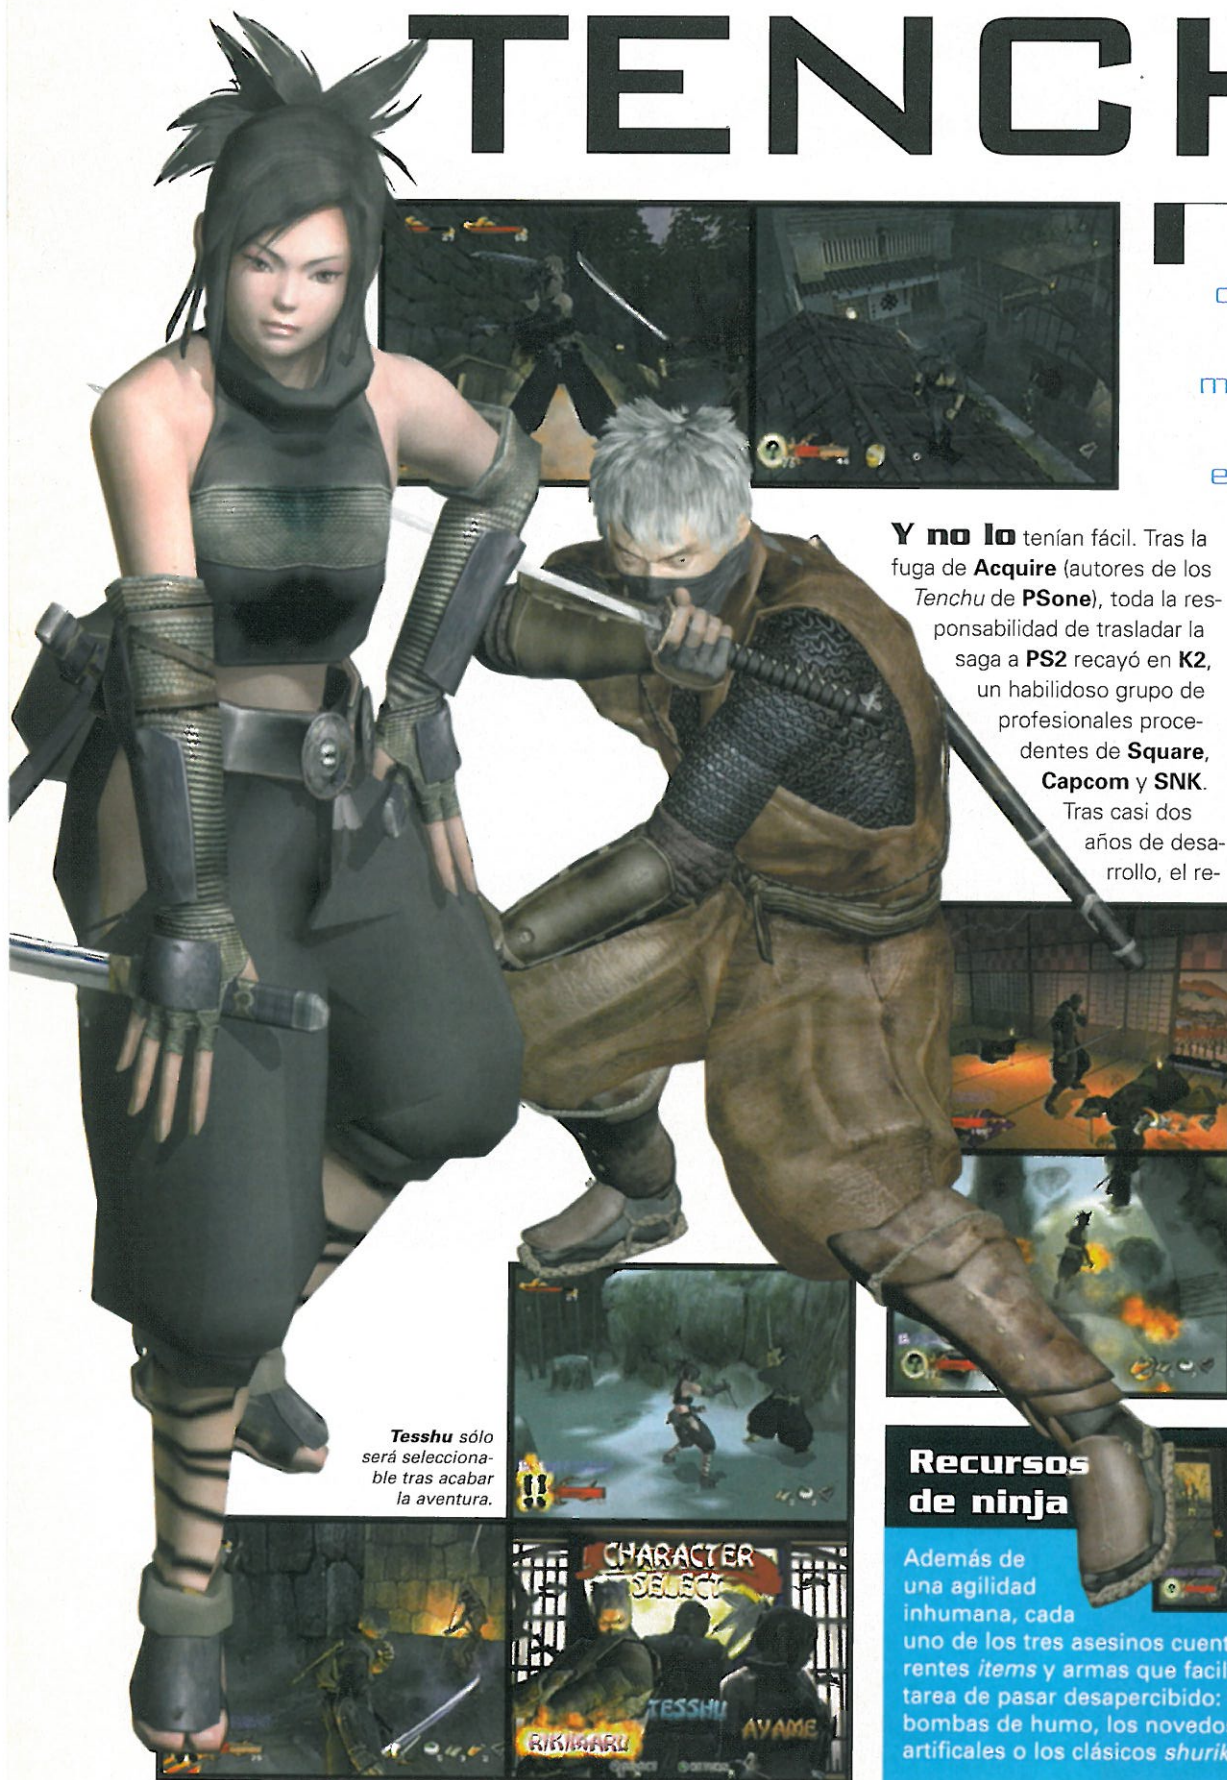 TENCH
c
m
e
Y no lo tenían fácil. Tras la
fuga de Acquire (autores de los
Tenchu de PSone), toda la res-
ponsabilidad de trasladar la
saga a PS2 recayó en K2,
un habilidoso grupo de
profesionales proce-
dentes de Square,
Capcom y SNK.
Tras casi dos
años de desa-
rrollo, el re-
Tesshu sólo
será selecciona-
ble tras acabar
la aventura.
CHARACTER
SELECT
RIKIMARU
TESSHU
AYAME
Recursos
de ninja
Además de
una agilidad
inhumana, cada
uno de los tres asesinos cuent
rentes items y armas que facil
tarea de pasar desapercibido:
bombas de humo, los novedo
artificales o los clásicos shurik